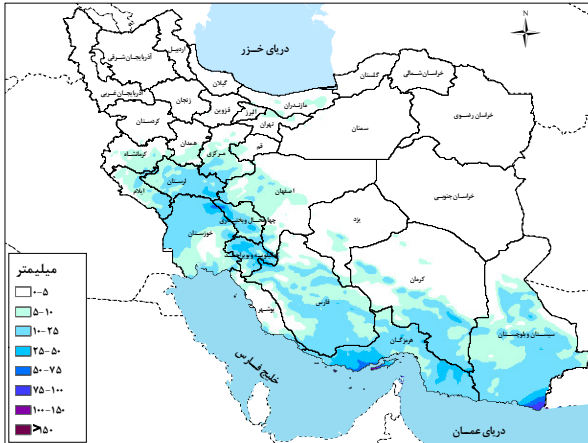 N
دریای خزر
اردبیل
آذربایجان شرقی
آذربایجان غربی
گیلان
زنجان
قزوین
البرز
مازندران
تهران
گلستان
خراسان شمالی
خراسان رضوی
سمنان
کردستان
همدان
مرکزی
قم
کرمانشاه
ایلام
لرستان
اصفهان
خراسان جنوبی
یزد
چهارمحال و بختیاری
خوزستان
کرمان
فارس
بوشهر
هرمزگان
سیستان و بلوچستان
خلیج فارس
دریای عمان
میلیمتر
۰-۵
۵-۱۰
۱۰-۲۵
۲۵-۵۰
۵۰-۷۵
۷۵-۱۰۰
۱۰۰-۱۵۰
>۱۵۰